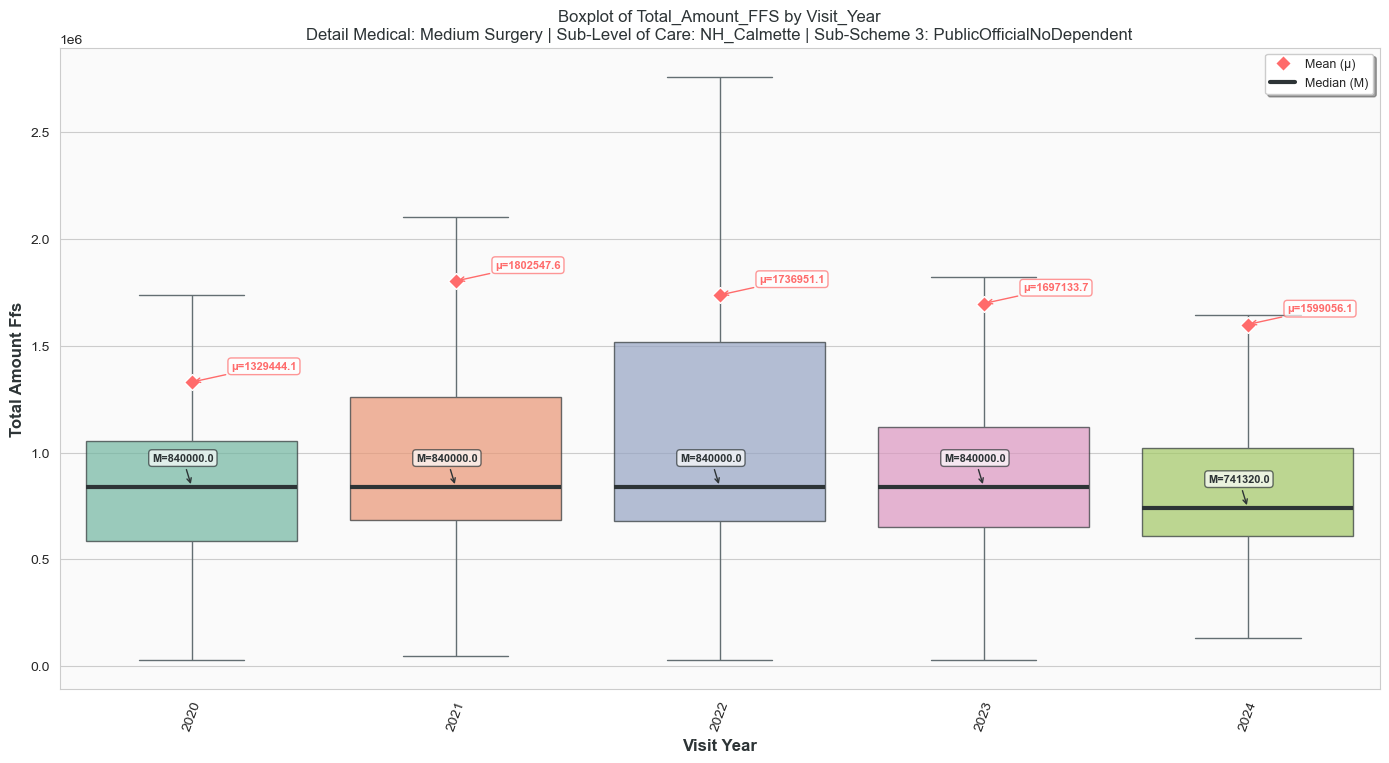 Boxplot of Total_Amount_FFS by Visit_Year
Detail Medical: Medium Surgery | Sub-Level of Care: NH_Calmette | Sub-Scheme 3: PublicOfficialNoDependent
1e6
Mean (μ)
Median (M)
2.5
2.0
1.5
1.0
0.5
0.0
Total Amount Ffs
μ=1329444.1
μ=1802547.6
μ=1736951.1
μ=1697133.7
μ=1599056.1
M=840000.0
M=840000.0
M=840000.0
M=840000.0
M=741320.0
2020
2021
2022
2023
2024
Visit Year